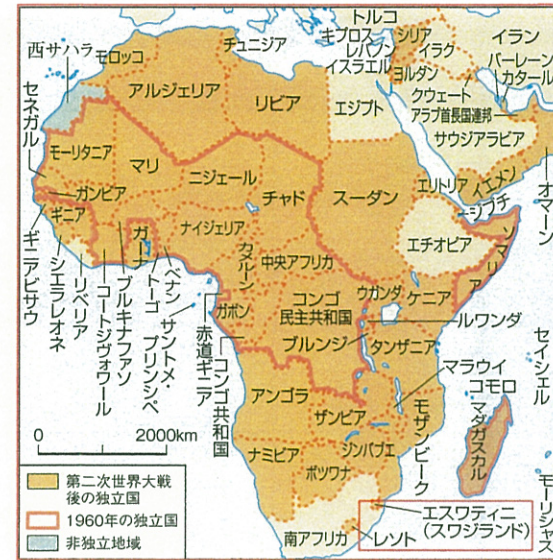 トルコ
キプロス
シリア
レバノン
イラク
イラン
イスラエル
ヨルダン
バーレーン
カタール
クウェート
アラブ首長国連邦
サウジアラビア
オマーン
イエメン
チュニジア
モロッコ
西サハラ
アルジェリア
リビア
エジプト
セネガル
モーリタニア
マリ
ニジェール
チャド
スーダン
エリトリア
ジブチ
ガンビア
ギニア
ナイジェリア
ガーナ
カメルーン
中央アフリカ
エチオピア
ソマリア
ギニアビサウ
シエラレオネ
リベリア
コートジヴォワール
ブルキナファソ
トーゴ
ベナン
サントメ・
プリンシペ
赤道ギニア
ガボン
コンゴ共和国
コンゴ
民主共和国
ウガンダ
ケニア
ルワンダ
ブルンジ
タンザニア
セイシェル
マラウイ
コモロ
アンゴラ
ザンビア
モザンビーク
マダガスカル
ナミビア
ジンバブエ
ボツワナ
モーリシャス
南アフリカ
レソト
エスワティニ
(スワジランド)
0 2000km
第二次世界大戦
後の独立国
1960年の独立国
非独立地域